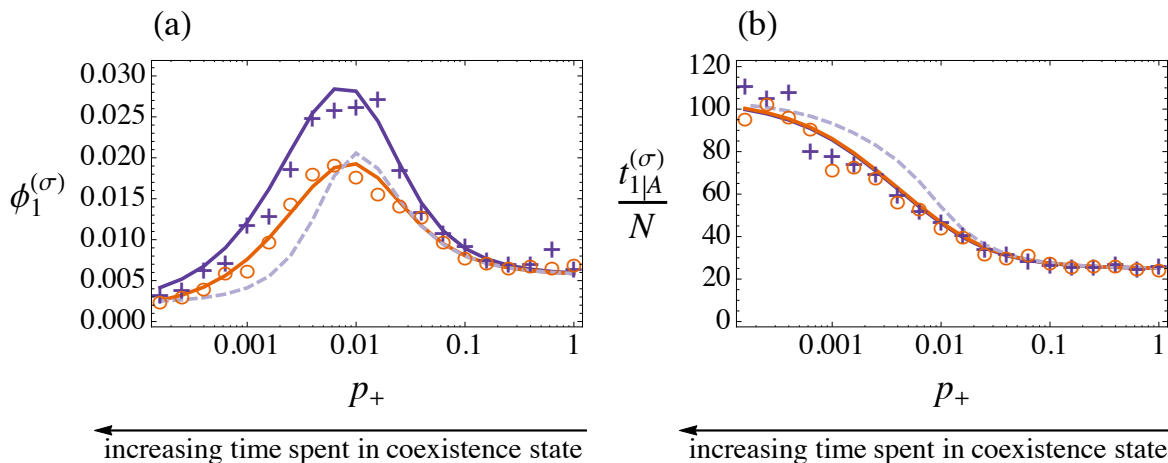 (a)
0.030
0.025
0.020
0.015
0.010
0.005
0.000
ϕ₁^(σ)
0.001 0.01 0.1 1
p₊
increasing time spent in coexistence state
(b)
120
100
80
60
40
20
0
t₁|A^(σ)
N
0.001 0.01 0.1 1
p₊
increasing time spent in coexistence state